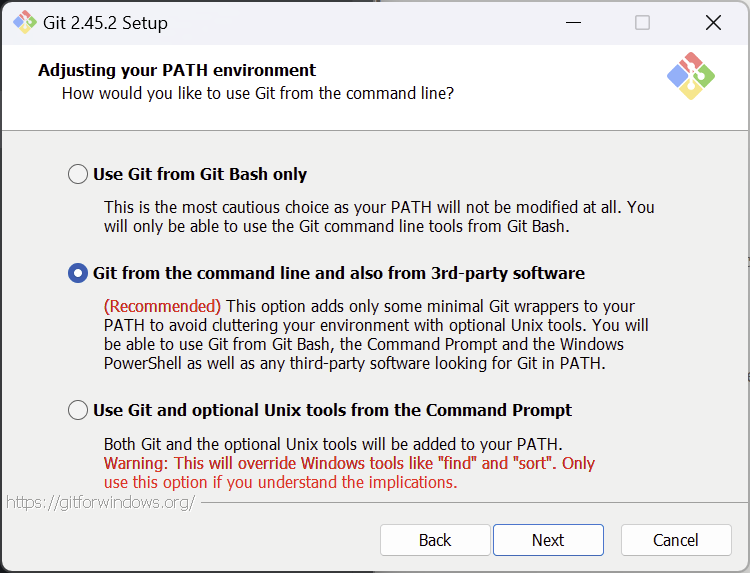 Git 2.45.2 Setup
Adjusting your PATH environment
How would you like to use Git from the command line?
Use Git from Git Bash only
This is the most cautious choice as your PATH will not be modified at all. You
will only be able to use the Git command line tools from Git Bash.
Git from the command line and also from 3rd-party software
(Recommended) This option adds only some minimal Git wrappers to your
PATH to avoid cluttering your environment with optional Unix tools. You will
be able to use Git from Git Bash, the Command Prompt and the Windows
PowerShell as well as any third-party software looking for Git in PATH.
Use Git and optional Unix tools from the Command Prompt
Both Git and the optional Unix tools will be added to your PATH.
Warning: This will override Windows tools like "find" and "sort". Only
use this option if you understand the implications.
https://gitforwindows.org/
Back Next Cancel